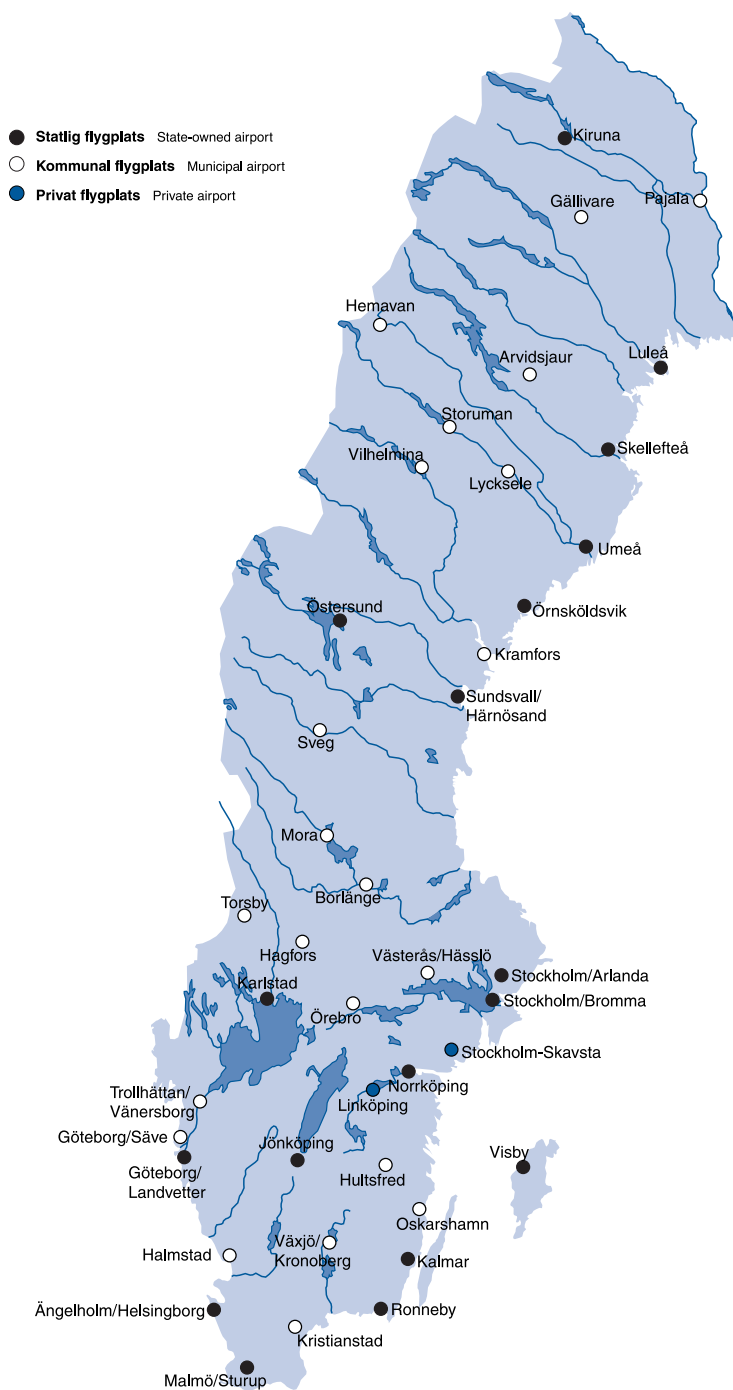 Statlig flygplats State-owned airport
Kommunal flygplats Municipal airport
Privat flygplats Private airport
Kiruna
Gällivare
Pajala
Hemavan
Arvidsjaur
Luleå
Storuman
Skellefteå
Vilhelmina
Lycksele
Umeå
Östersund
Örnsköldsvik
Kramfors
Sundsvall/
Härnösand
Sveg
Mora
Borlänge
Torsby
Hagfors
Västerås/Hässlö
Stockholm/Arlanda
Karlstad
Stockholm/Bromma
Örebro
Stockholm-Skavsta
Norrköping
Trollhättan/
Vänersborg
Linköping
Göteborg/Säve
Jönköping
Visby
Göteborg/
Landvetter
Hultsfred
Oskarshamn
Växjö/
Kronoberg
Halmstad
Kalmar
Ängelholm/Helsingborg
Ronneby
Kristianstad
Malmö/Sturup